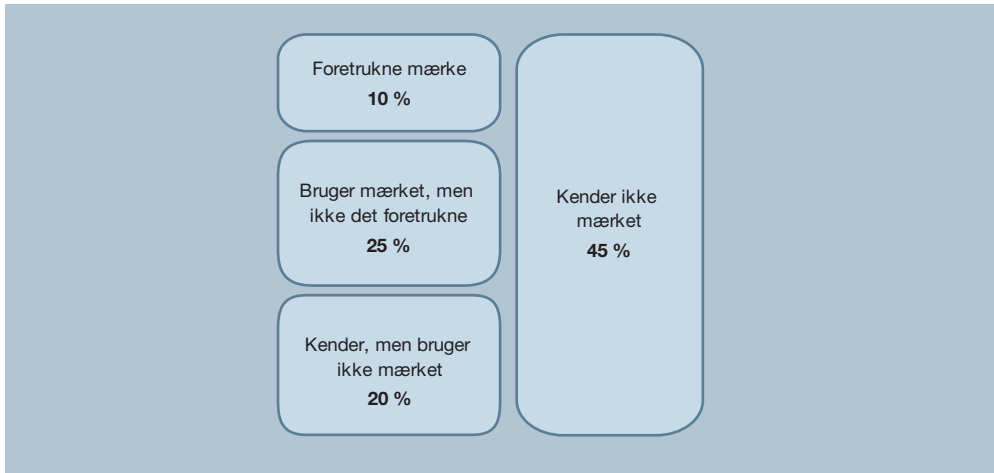 Foretrukne mærke
10 %
Bruger mærket, men
ikke det foretrukne
25 %
Kender, men bruger
ikke mærket
20 %
Kender ikke
mærket
45 %